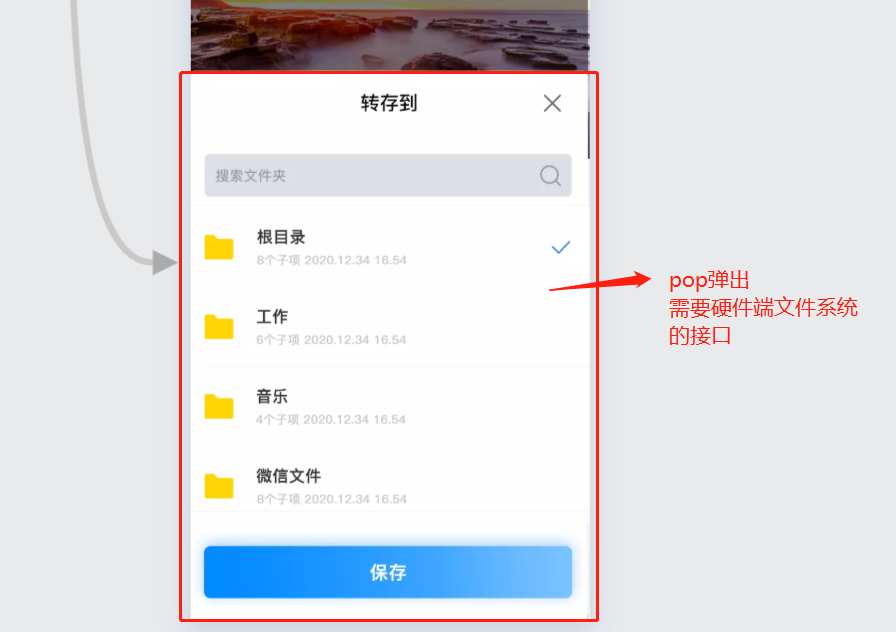 转存到
搜索文件夹
根目录
8个子项 2020.12.34 16.54
工作
6个子项 2020.12.34 16.54
音乐
4个子项 2020.12.34 16.54
微信文件
8个子项 2020.12.34 16.54
保存
pop弹出
需要硬件端文件系统
的接口